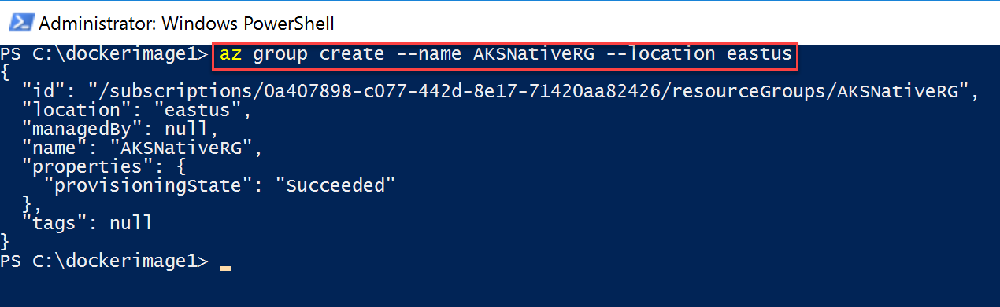 Administrator: Windows PowerShell
PS C:\dockerimage1> az group create --name AKSNativeRG --location eastus
{
  "id": "/subscriptions/0a407898-c077-442d-8e17-71420aa82426/resourceGroups/AKSNativeRG",
  "location": "eastus",
  "managedBy": null,
  "name": "AKSNativeRG",
  "properties": {
    "provisioningState": "Succeeded"
  },
  "tags": null
}
PS C:\dockerimage1>